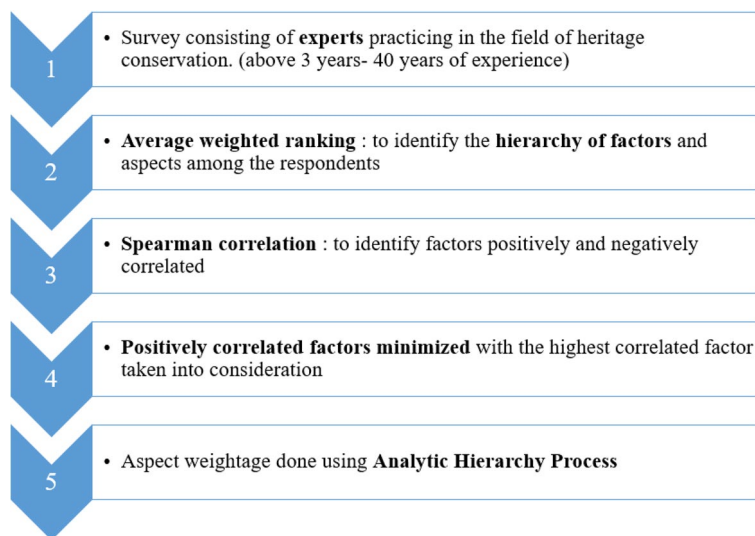 1
• Survey consisting of experts practicing in the field of heritage
conservation. (above 3 years- 40 years of experience)
2
• Average weighted ranking : to identify the hierarchy of factors and
aspects among the respondents
3
• Spearman correlation : to identify factors positively and negatively
correlated
4
• Positively correlated factors minimized with the highest correlated factor
taken into consideration
5
• Aspect weightage done using Analytic Hierarchy Process